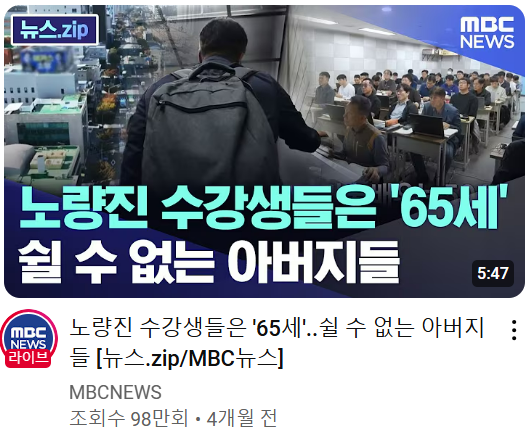 뉴스.zip
MBC
NEWS
노량진 수강생들은 '65세'
쉴 수 없는 아버지들
5:47
MBC
NEWS
라이브
노량진 수강생들은 '65세'..쉴 수 없는 아버지
들 [뉴스.zip/MBC뉴스]
MBCNEWS
조회수 98만회 • 4개월 전